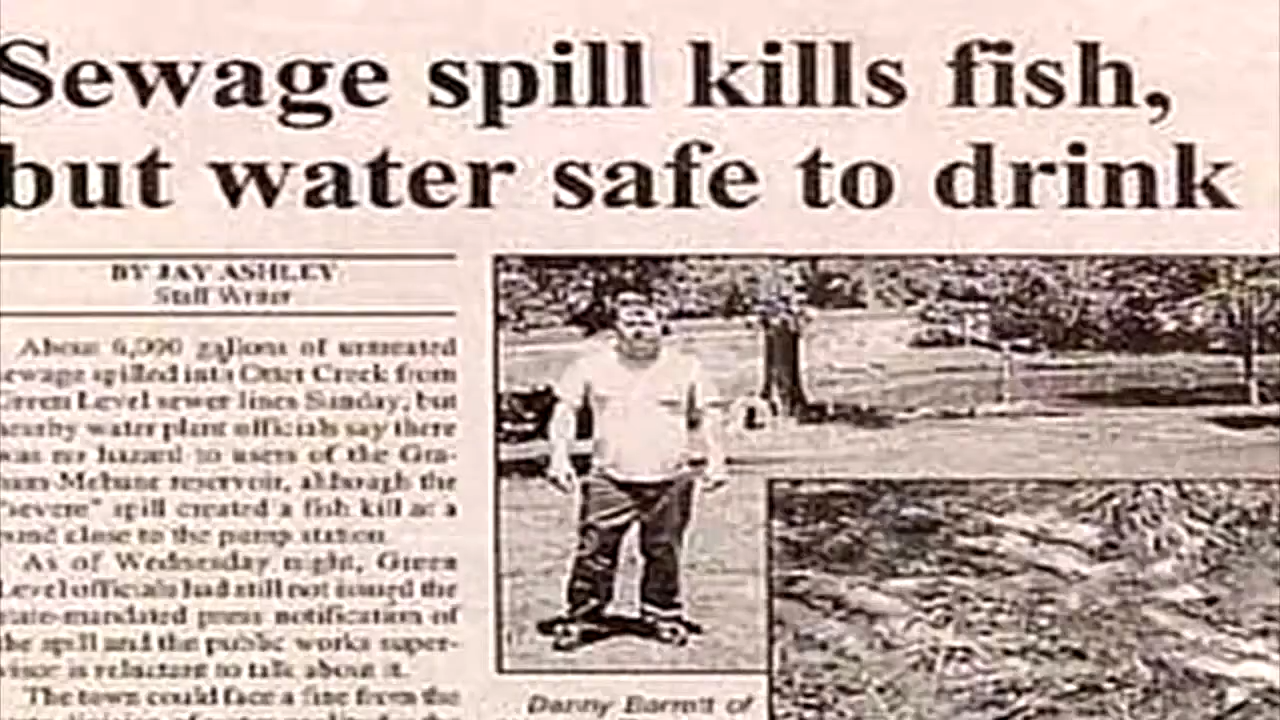 Sewage spill kills fish,
but water safe to drink
BY JAY ASHLEY
Staff Writer
About 6,000 gallons of untreated
sewage spilled into Otter Creek from
Green Level sewer lines Sunday, but
nearby water plant officials say there
was no hazard to users of the Gra-
ham-Mebane reservoir, although the
"severe" spill created a fish kill at a
pond close to the pump station.
As of Wednesday night, Green
Level officials had still not issued the
state-mandated press notification of
the spill and the public works super-
visor is reluctant to talk about it.
The town could face a fine from the
Danny Barrett of